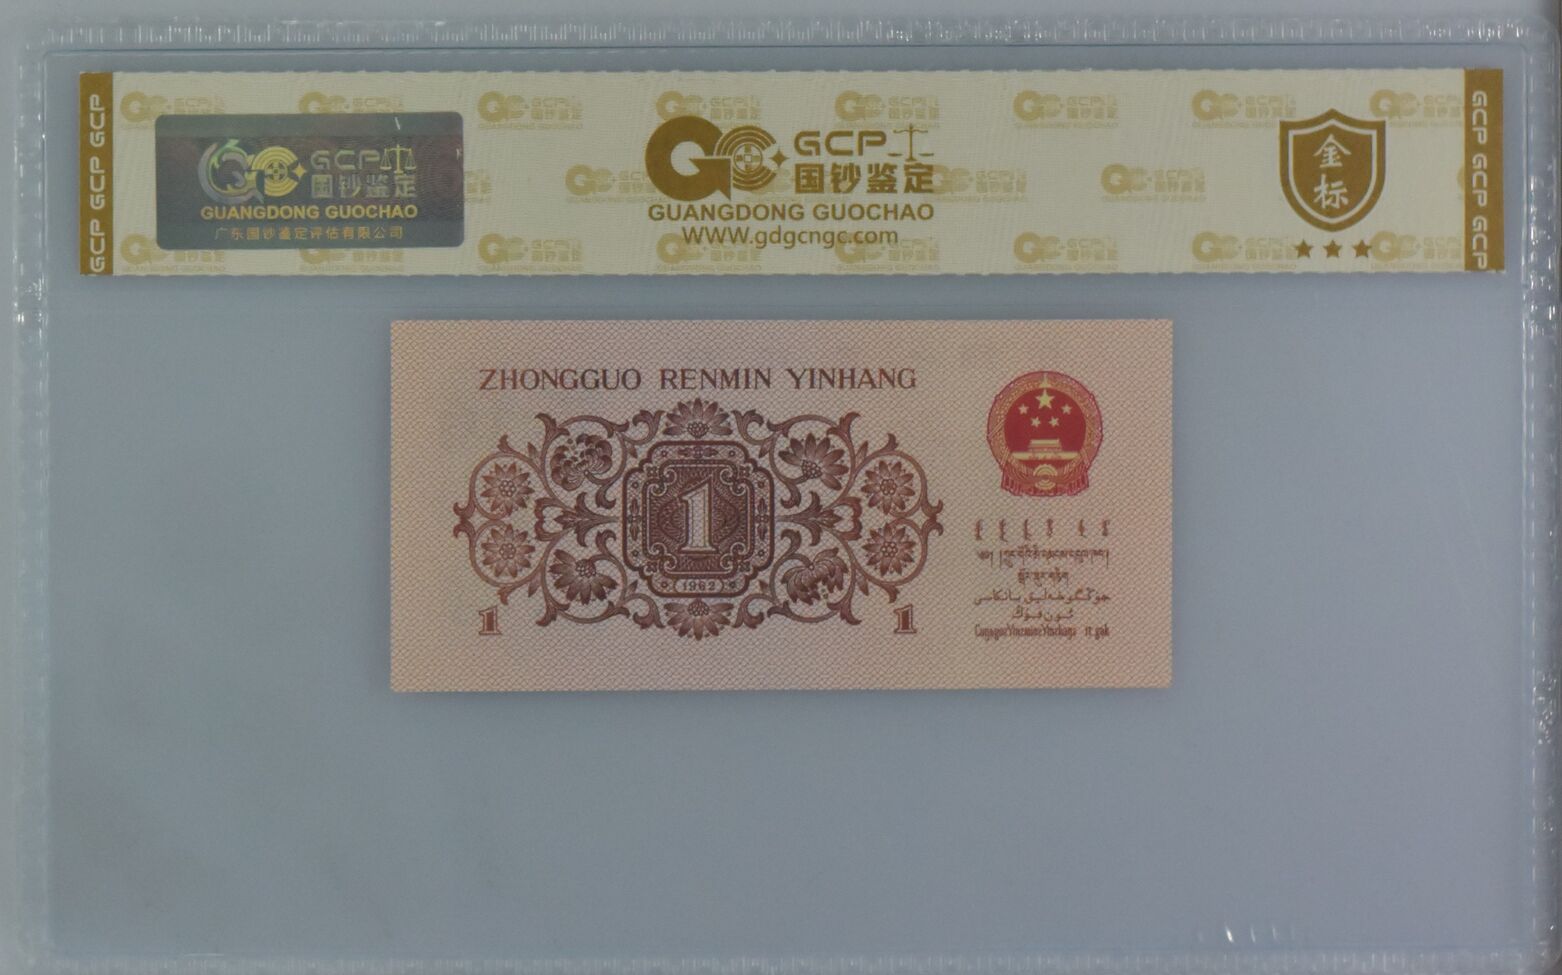 GCP GCP GCP
GCP 国钞鉴定
GUANGDONG GUOCHAO
广东国钞鉴定评估有限公司
GCP
国钞鉴定
GUANGDONG GUOCHAO
WWW.gdgcngc.com
金标
GCP GCP GCP
ZHONGGUO RENMIN YINHANG
1
1962
1
1